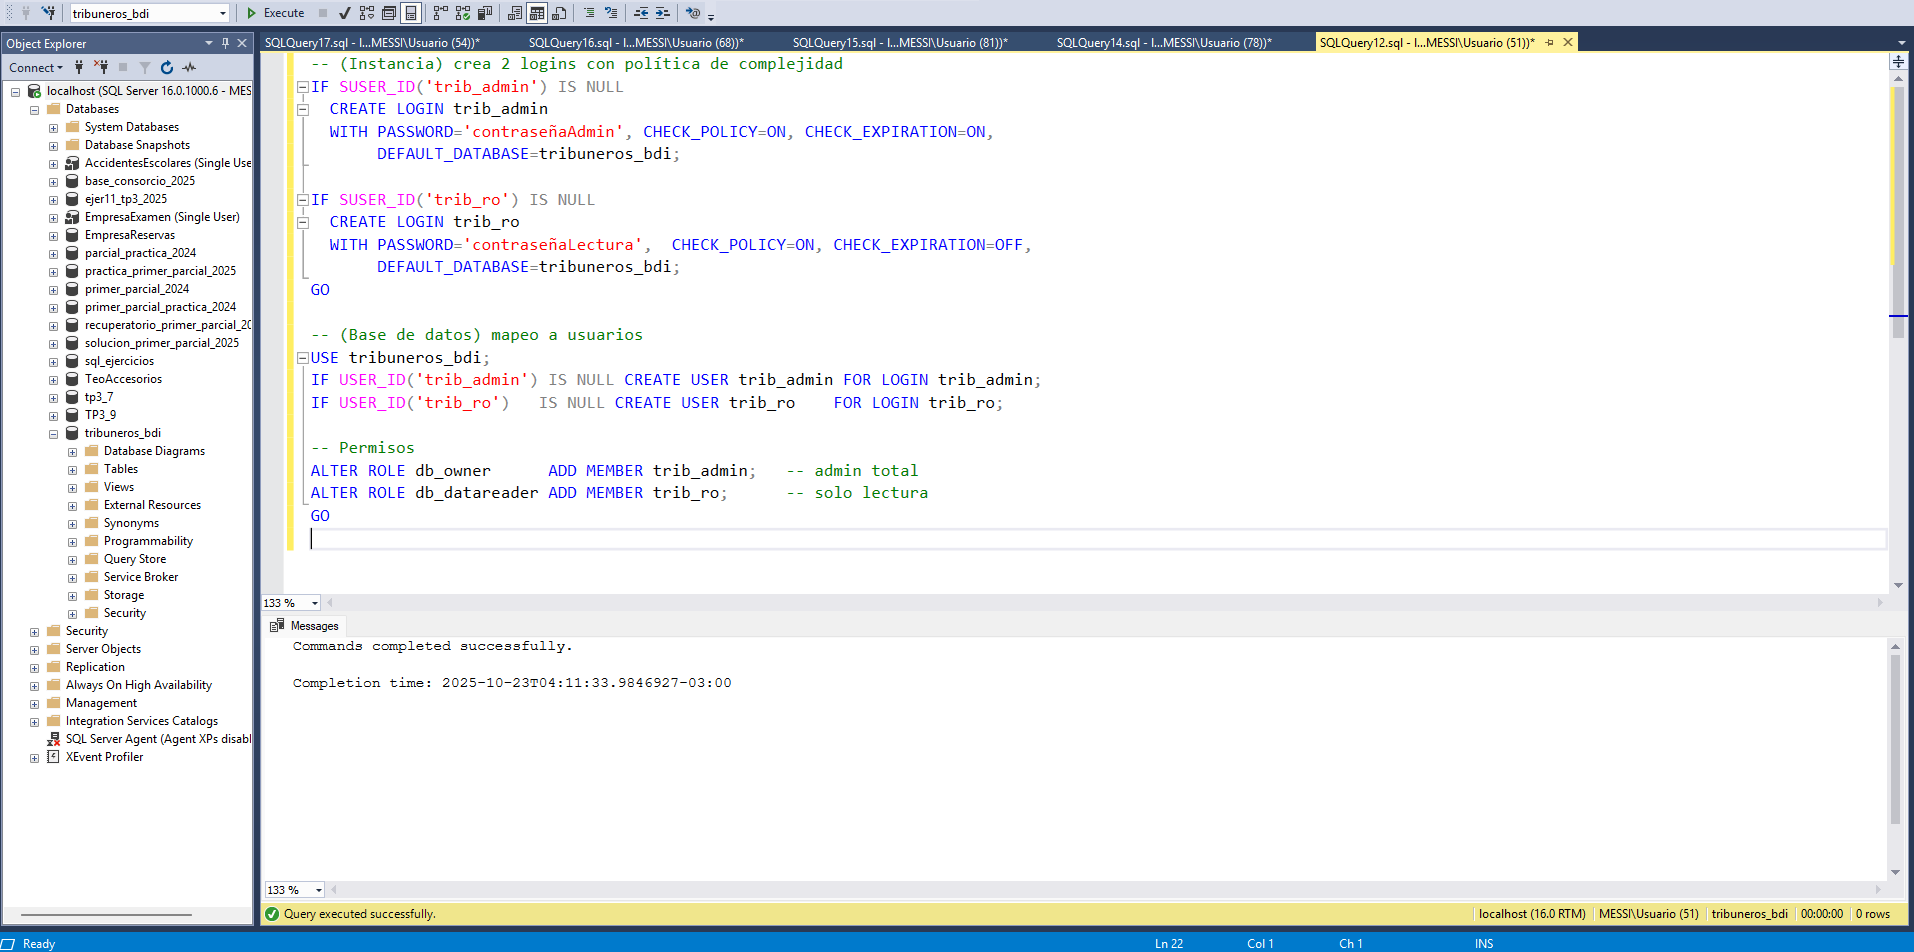 tribuneros_bdi
Execute
Object Explorer
Connect
localhost (SQL Server 16.0.1000.6 - MES
Databases
System Databases
Database Snapshots
AccidentesEscolares (Single Use
base_consorcio_2025
ejer11_tp3_2025
EmpresaExamen (Single User)
EmpresaReservas
parcial_practica_2024
practica_primer_parcial_2025
primer_parcial_2024
primer_parcial_practica_2024
recuperatorio_primer_parcial_20
solucion_primer_parcial_2025
sql_ejercicios
TeoAccesorios
tp3_7
TP3_9
tribuneros_bdi
Database Diagrams
Tables
Views
External Resources
Synonyms
Programmability
Query Store
Service Broker
Storage
Security
Security
Server Objects
Replication
Always On High Availability
Management
Integration Services Catalogs
SQL Server Agent (Agent XPs disabl
XEvent Profiler
SQLQuery17.sql - l...MESSI\Usuario (54))*
SQLQuery16.sql - l...MESSI\Usuario (68))*
SQLQuery15.sql - l...MESSI\Usuario (81))*
SQLQuery14.sql - l...MESSI\Usuario (78))*
SQLQuery12.sql - l...MESSI\Usuario (51))*
-- (Instancia) crea 2 logins con política de complejidad
IF SUSER_ID('trib_admin') IS NULL
CREATE LOGIN trib_admin
WITH PASSWORD='contraseñaAdmin', CHECK_POLICY=ON, CHECK_EXPIRATION=ON,
DEFAULT_DATABASE=tribuneros_bdi;
IF SUSER_ID('trib_ro') IS NULL
CREATE LOGIN trib_ro
WITH PASSWORD='contraseñaLectura', CHECK_POLICY=ON, CHECK_EXPIRATION=OFF,
DEFAULT_DATABASE=tribuneros_bdi;
GO
-- (Base de datos) mapeo a usuarios
USE tribuneros_bdi;
IF USER_ID('trib_admin') IS NULL CREATE USER trib_admin FOR LOGIN trib_admin;
IF USER_ID('trib_ro') IS NULL CREATE USER trib_ro FOR LOGIN trib_ro;
-- Permisos
ALTER ROLE db_owner ADD MEMBER trib_admin; -- admin total
ALTER ROLE db_datareader ADD MEMBER trib_ro; -- solo lectura
GO
133 %
Messages
Commands completed successfully.
Completion time: 2025-10-23T04:11:33.9846927-03:00
133 %
Query executed successfully.
localhost (16.0 RTM)
MESSI\Usuario (51)
tribuneros_bdi
00:00:00
0 rows
Ready
Ln 22
Col 1
Ch 1
INS